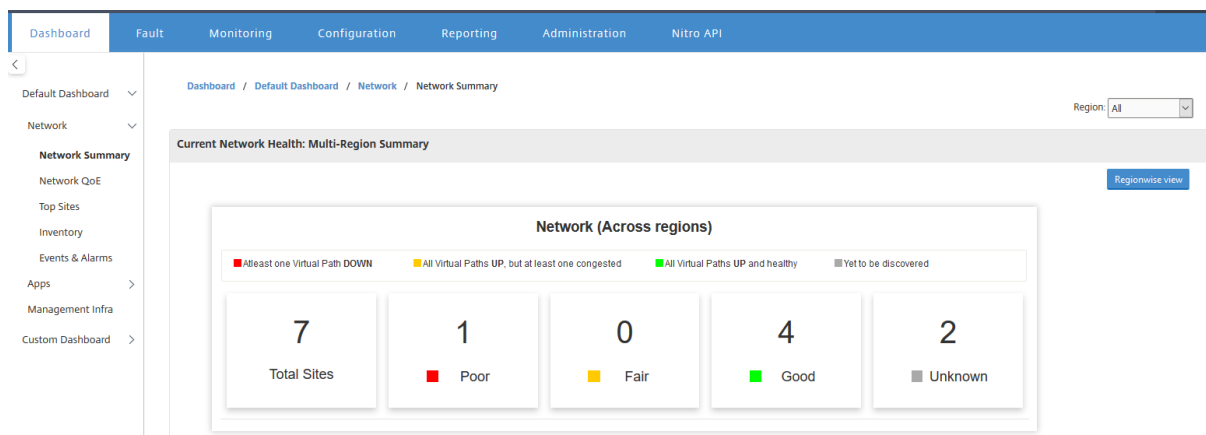 Dashboard Fault Monitoring Configuration Reporting Administration Nitro API
Default Dashboard
Network
Network Summary
Network QoE
Top Sites
Inventory
Events & Alarms
Apps
Management Infra
Custom Dashboard
Dashboard / Default Dashboard / Network / Network Summary
Region: All
Current Network Health: Multi-Region Summary
Regionwise view
Network (Across regions)
Atleast one Virtual Path DOWN All Virtual Paths UP, but at least one congested All Virtual Paths UP and healthy Yet to be discovered
7 1 0 4 2
Total Sites Poor Fair Good Unknown